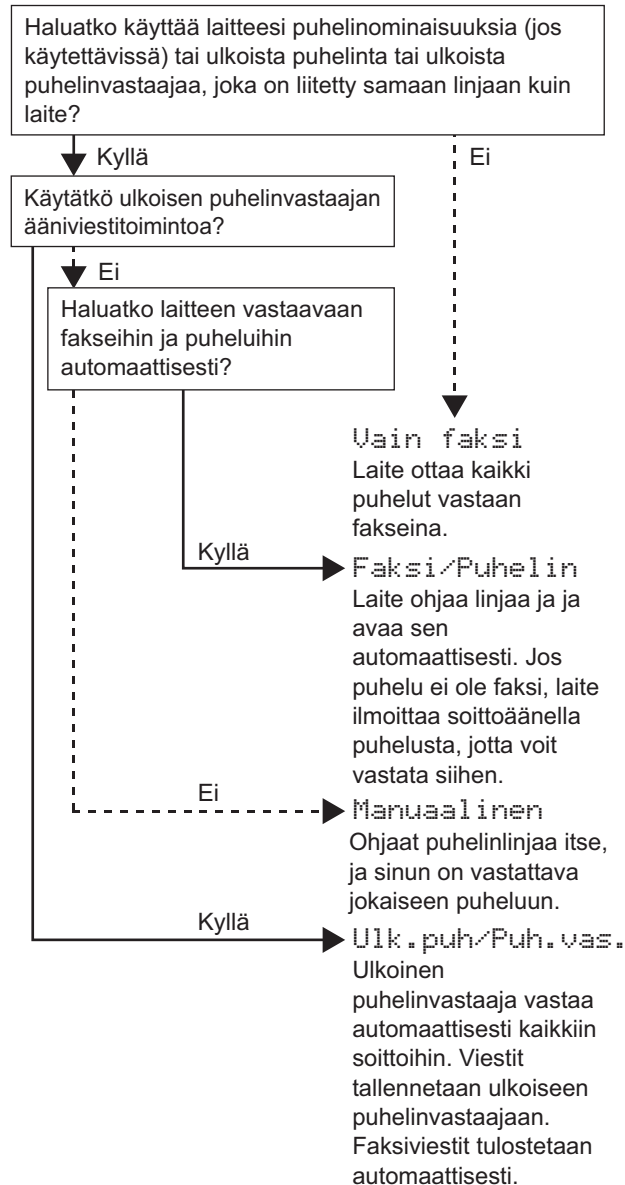 Haluatko käyttää laitteesi puhelinominaisuuksia (jos
käytettävissä) tai ulkoista puhelinta tai ulkoista
puhelinvastaajaa, joka on liitetty samaan linjaan kuin
laite?
Kyllä
Ei
Käytätkö ulkoisen puhelinvastaajan
ääniviestitoimintoa?
Ei
Haluatko laitteen vastaavaan
fakseihin ja puheluihin
automaattisesti?
Vain faksi
Laite ottaa kaikki
puhelut vastaan
fakseina.
Kyllä
Faksi/Puhelin
Laite ohjaa linjaa ja ja
avaa sen
automaattisesti. Jos
puhelu ei ole faksi, laite
ilmoittaa soittoäänella
puhelusta, jotta voit
vastata siihen.
Ei
Manuaalinen
Ohjaat puhelinlinjaa itse,
ja sinun on vastattava
jokaiseen puheluun.
Kyllä
Ulk.puh/Puh.vas.
Ulkoinen
puhelinvastaaja vastaa
automaattisesti kaikkiin
soittoihin. Viestit
tallennetaan ulkoiseen
puhelinvastaajaan.
Faksiviestit tulostetaan
automaattisesti.